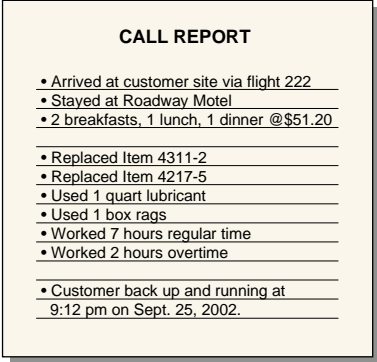 CALL REPORT
• Arrived at customer site via flight 222
• Stayed at Roadway Motel
• 2 breakfasts, 1 lunch, 1 dinner @$51.20
• Replaced Item 4311-2
• Replaced Item 4217-5
• Used 1 quart lubricant
• Used 1 box rags
• Worked 7 hours regular time
• Worked 2 hours overtime
• Customer back up and running at
9:12 pm on Sept. 25, 2002.